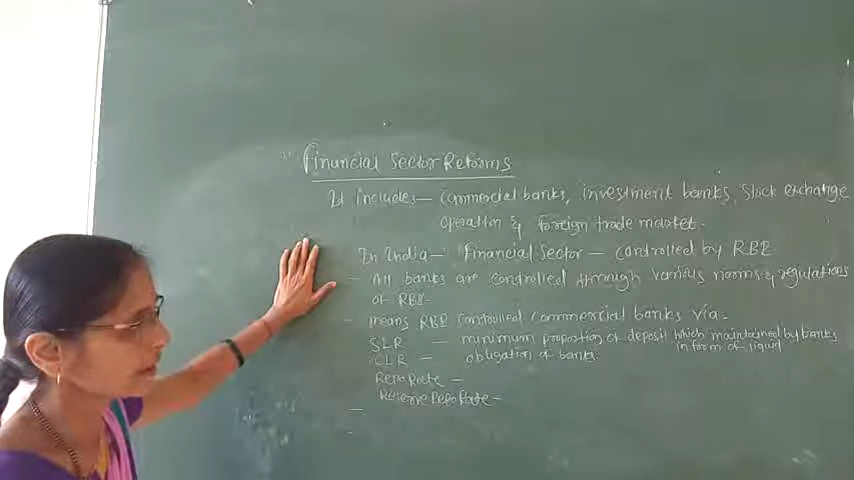 Financial Sector Reforms
It includes — commercial banks, investment banks, stock exchange
operation & foreign trade market.
In India — Financial Sector — controlled by RBI
- All banks are controlled through various norms & regulations
of RBI.
- means RBI controlled commercial banks via -
SLR — minimum proportion of deposit which maintained by banks
in form of liquid
CLR — obligation of banks.
Repo Rate —
Reserve Repo Rate -